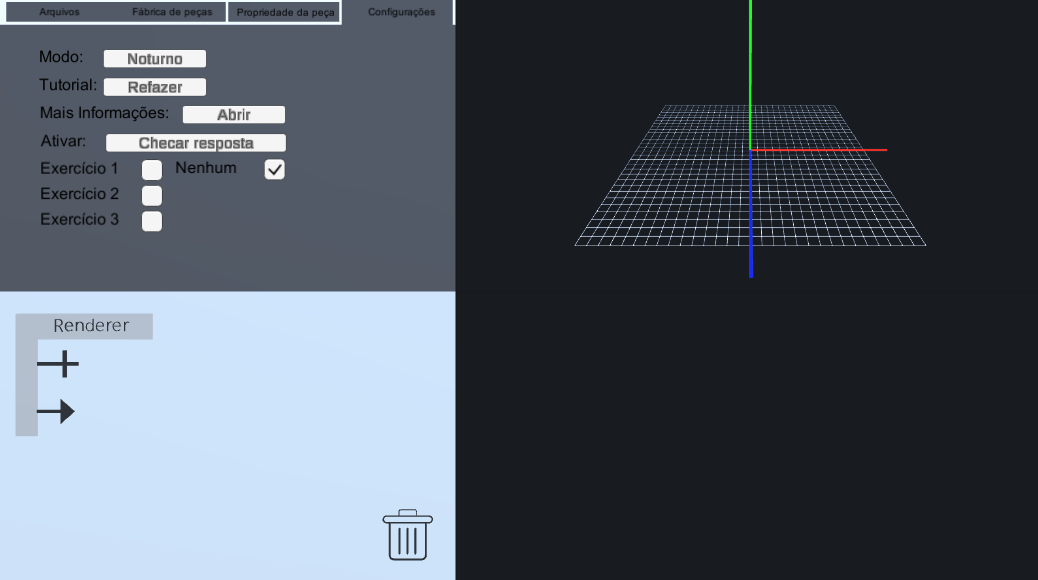 Arquivos Fábrica de peças Propriedade da peça Configurações
Modo: Noturno
Tutorial: Refazer
Mais Informações: Abrir
Ativar: Checar resposta
Exercício 1 Nenhum
Exercício 2
Exercício 3
Renderer